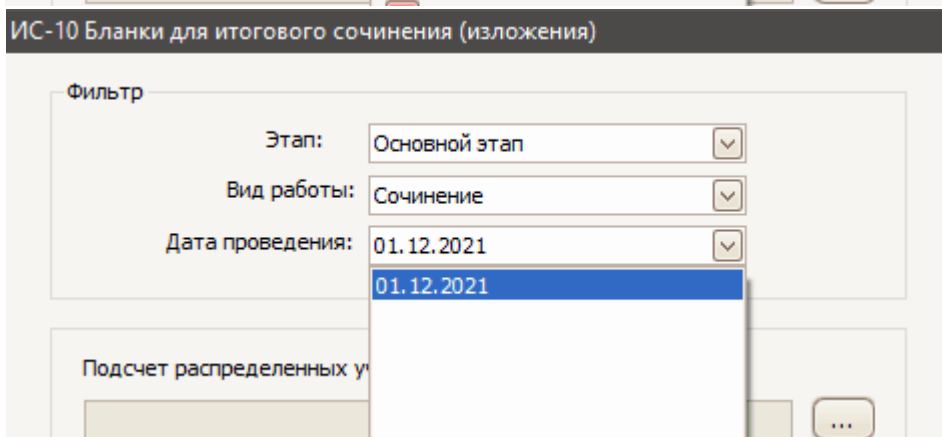 ИС-10 Бланки для итогового сочинения (изложения)
Фильтр
Этап: Основной этап
Вид работы: Сочинение
Дата проведения: 01.12.2021
01.12.2021
Подсчет распределенных
...